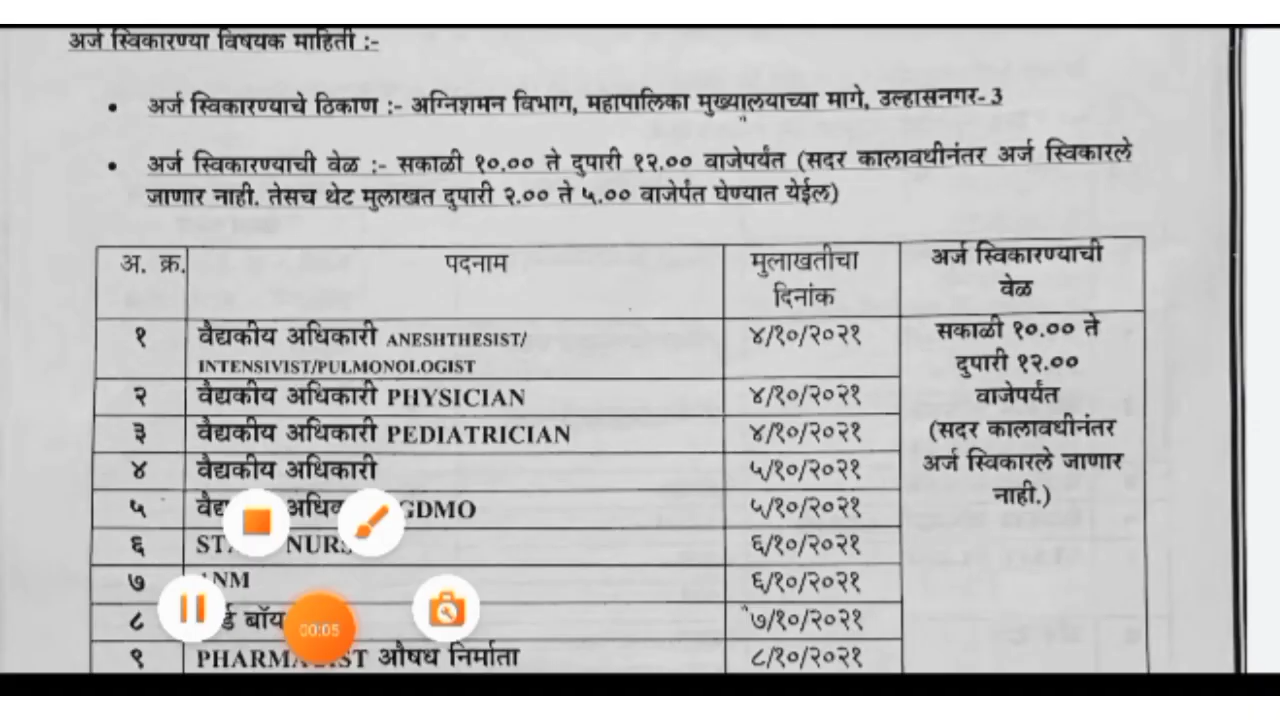 अर्ज स्विकारण्या विषयक माहिती :-
• अर्ज स्विकारण्याचे ठिकाण :- अग्निशमन विभाग, महापालिका मुख्यालयाच्या मागे, उल्हासनगर- 3
• अर्ज स्विकारण्याची वेळ :- सकाळी १०.०० ते दुपारी १२.०० वाजेपर्यंत (सदर कालावधीनंतर अर्ज स्विकारले
जाणार नाही. तेसच थेट मुलाखत दुपारी २.०० ते ५.०० वाजेपंत घेण्यात येईल)
अ. क्र. पदनाम मुलाखतीचा दिनांक अर्ज स्विकारण्याची वेळ
१ वैद्यकीय अधिकारी ANESHTHESIST/ ४/१०/२०२१ सकाळी १०.०० ते
INTENSIVIST/PULMONOLOGIST दुपारी १२.००
२ वैद्यकीय अधिकारी PHYSICIAN ४/१०/२०२१ वाजेपर्यंत
३ वैद्यकीय अधिकारी PEDIATRICIAN ४/१०/२०२१ (सदर कालावधीनंतर
४ वैद्यकीय अधिकारी ५/१०/२०२१ अर्ज स्विकारले जाणार
५ GDMO ५/१०/२०२१ नाही.)
६ ६/१०/२०२१
७ ANM ६/१०/२०२१
८ बॉय ७/१०/२०२१
00:05
९ औषध निर्माता ८/१०/२०२१